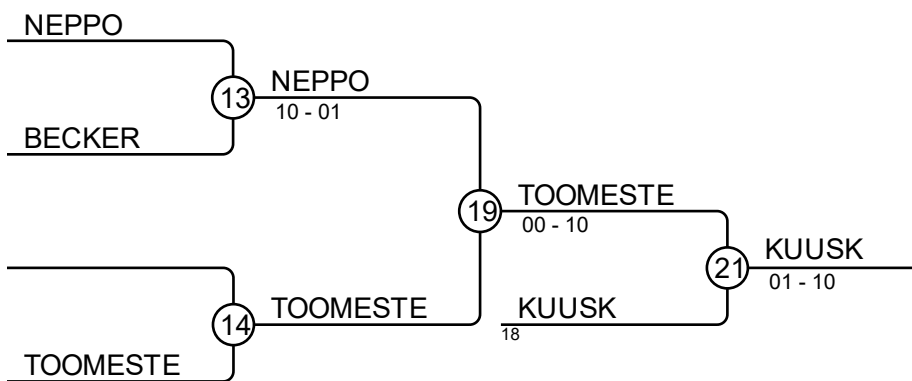 NEPPO
13
NEPPO
10 - 01
BECKER
19
TOOMESTE
00 - 10
21
KUUSK
01 - 10
14
TOOMESTE
KUUSK
18
TOOMESTE